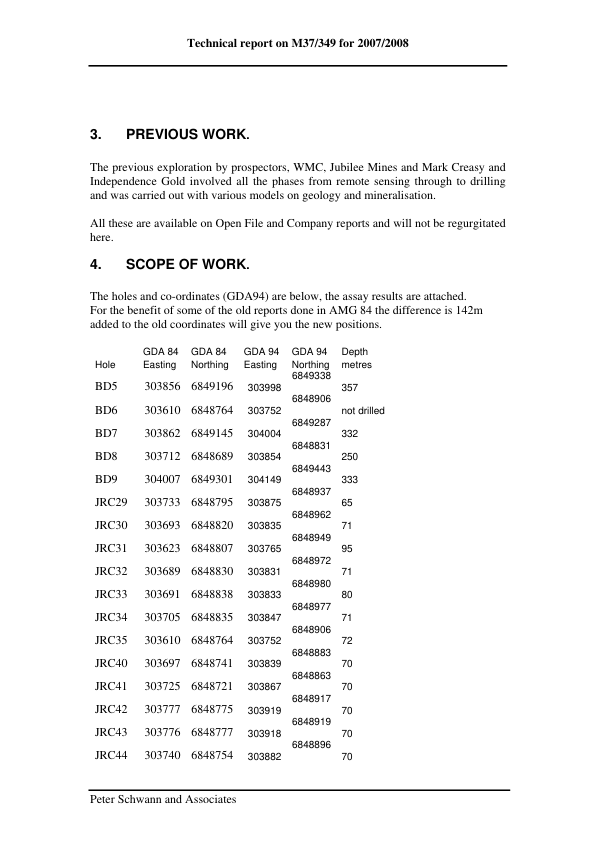 Technical report on M37/349 for 2007/2008
3. PREVIOUS WORK.
The previous exploration by prospectors, WMC, Jubilee Mines and Mark Creasy and
Independence Gold involved all the phases from remote sensing through to drilling
and was carried out with various models on geology and mineralisation.
All these are available on Open File and Company reports and will not be regurgitated
here.
4. SCOPE OF WORK.
The holes and co-ordinates (GDA94) are below, the assay results are attached.
For the benefit of some of the old reports done in AMG 84 the difference is 142m
added to the old coordinates will give you the new positions.
GDA 84 GDA 84 GDA 94 GDA 94 Depth
Hole Easting Northing Easting Northing metres
6849338
BD5 303856 6849196 303998 357
6848906
BD6 303610 6848764 303752 not drilled
6849287
BD7 303862 6849145 304004 332
6848831
BD8 303712 6848689 303854 250
6849443
BD9 304007 6849301 304149 333
6848937
JRC29 303733 6848795 303875 65
6848962
JRC30 303693 6848820 303835 71
6848949
JRC31 303623 6848807 303765 95
6848972
JRC32 303689 6848830 303831 71
6848980
JRC33 303691 6848838 303833 80
6848977
JRC34 303705 6848835 303847 71
6848906
JRC35 303610 6848764 303752 72
6848883
JRC40 303697 6848741 303839 70
6848863
JRC41 303725 6848721 303867 70
6848917
JRC42 303777 6848775 303919 70
6848919
JRC43 303776 6848777 303918 70
6848896
JRC44 303740 6848754 303882 70
Peter Schwann and Associates